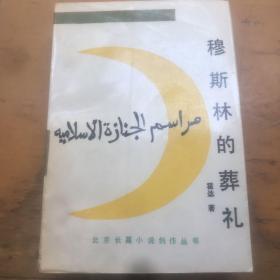 穆斯林的葬礼
霍达 著
مراسم الجنازة الاسلاميه
北京长篇小说创作丛书